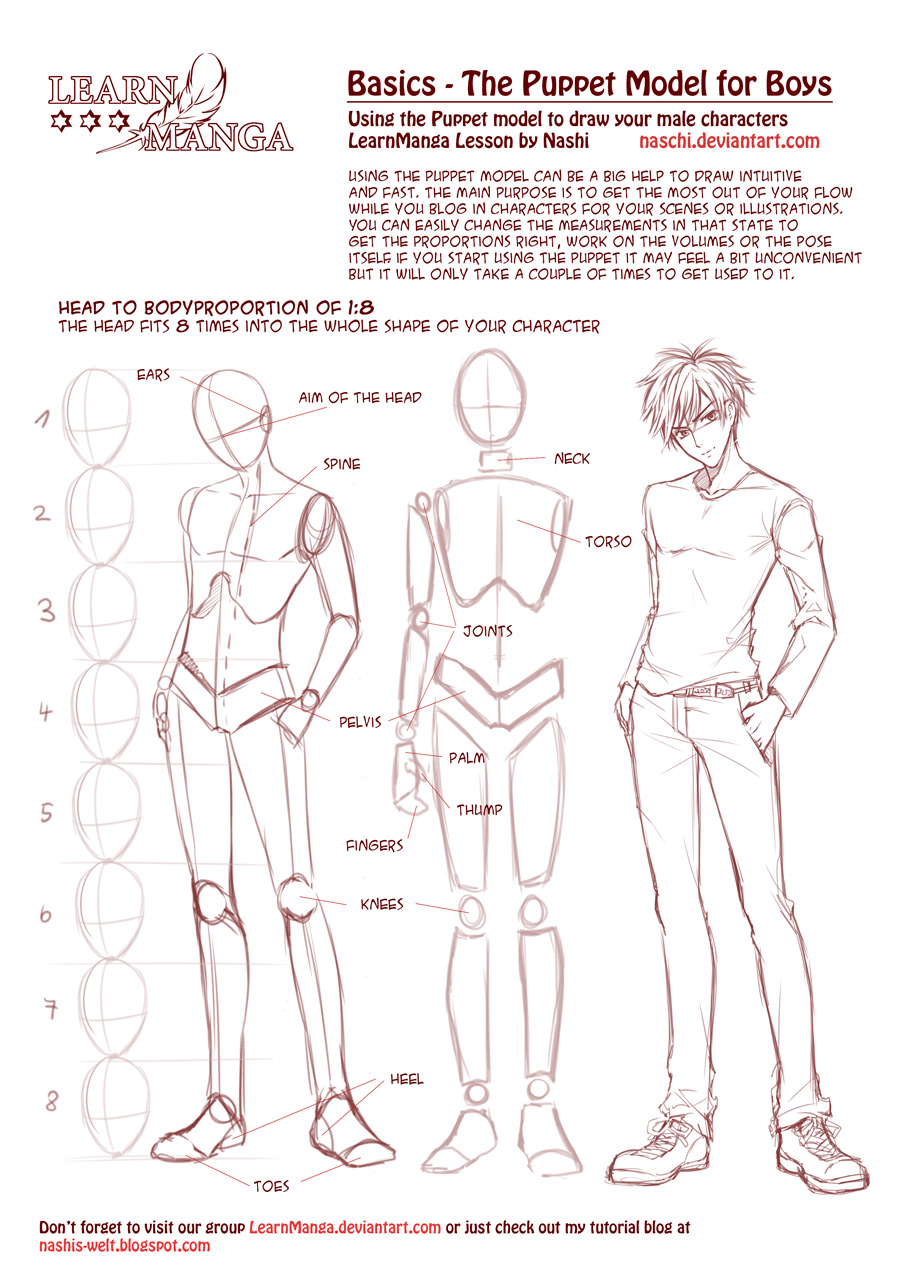 LEARN
MANGA
Basics - The Puppet Model for Boys
Using the Puppet model to draw your male characters
LearnManga Lesson by Nashi naschi.deviantart.com
USING THE PUPPET MODEL CAN BE A BIG HELP TO DRAW INTUITIVE
AND FAST. THE MAIN PURPOSE IS TO GET THE MOST OUT OF YOUR FLOW
WHILE YOU BLOG IN CHARACTERS FOR YOUR SCENES OR ILLUSTRATIONS.
YOU CAN EASILY CHANGE THE MEASUREMENTS IN THAT STATE TO
GET THE PROPORTIONS RIGHT, WORK ON THE VOLUMES OR THE POSE
ITSELF. IF YOU START USING THE PUPPET IT MAY FEEL A BIT UNCONVENIENT
BUT IT WILL ONLY TAKE A COUPLE OF TIMES TO GET USED TO IT.
HEAD TO BODYPROPORTION OF 1:8
THE HEAD FITS 8 TIMES INTO THE WHOLE SHAPE OF YOUR CHARACTER
EARS
AIM OF THE HEAD
1
SPINE
NECK
2
TORSO
3
JOINTS
4
PELVIS
PALM
5
THUMP
FINGERS
6
KNEES
7
HEEL
8
TOES
Don't forget to visit our group LearnManga.deviantart.com or just check out my tutorial blog at
nashis-welt.blogspot.com